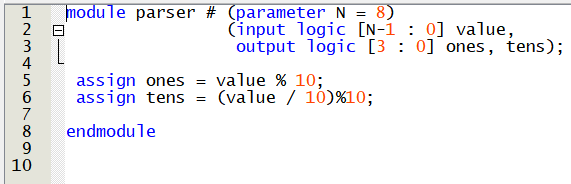 1 module parser # (parameter N = 8)
2 (input logic [N-1 : 0] value,
3 output logic [3 : 0] ones, tens);
4
5 assign ones = value % 10;
6 assign tens = (value / 10)%10;
7
8 endmodule
9
10